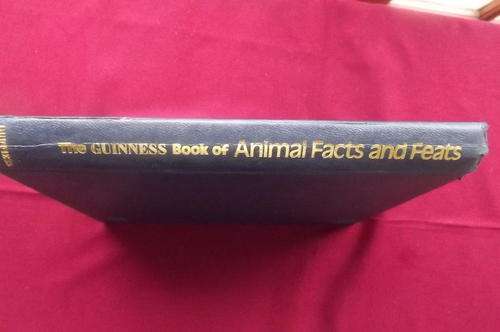 The GUINNESS Book of Animal Facts and Feats